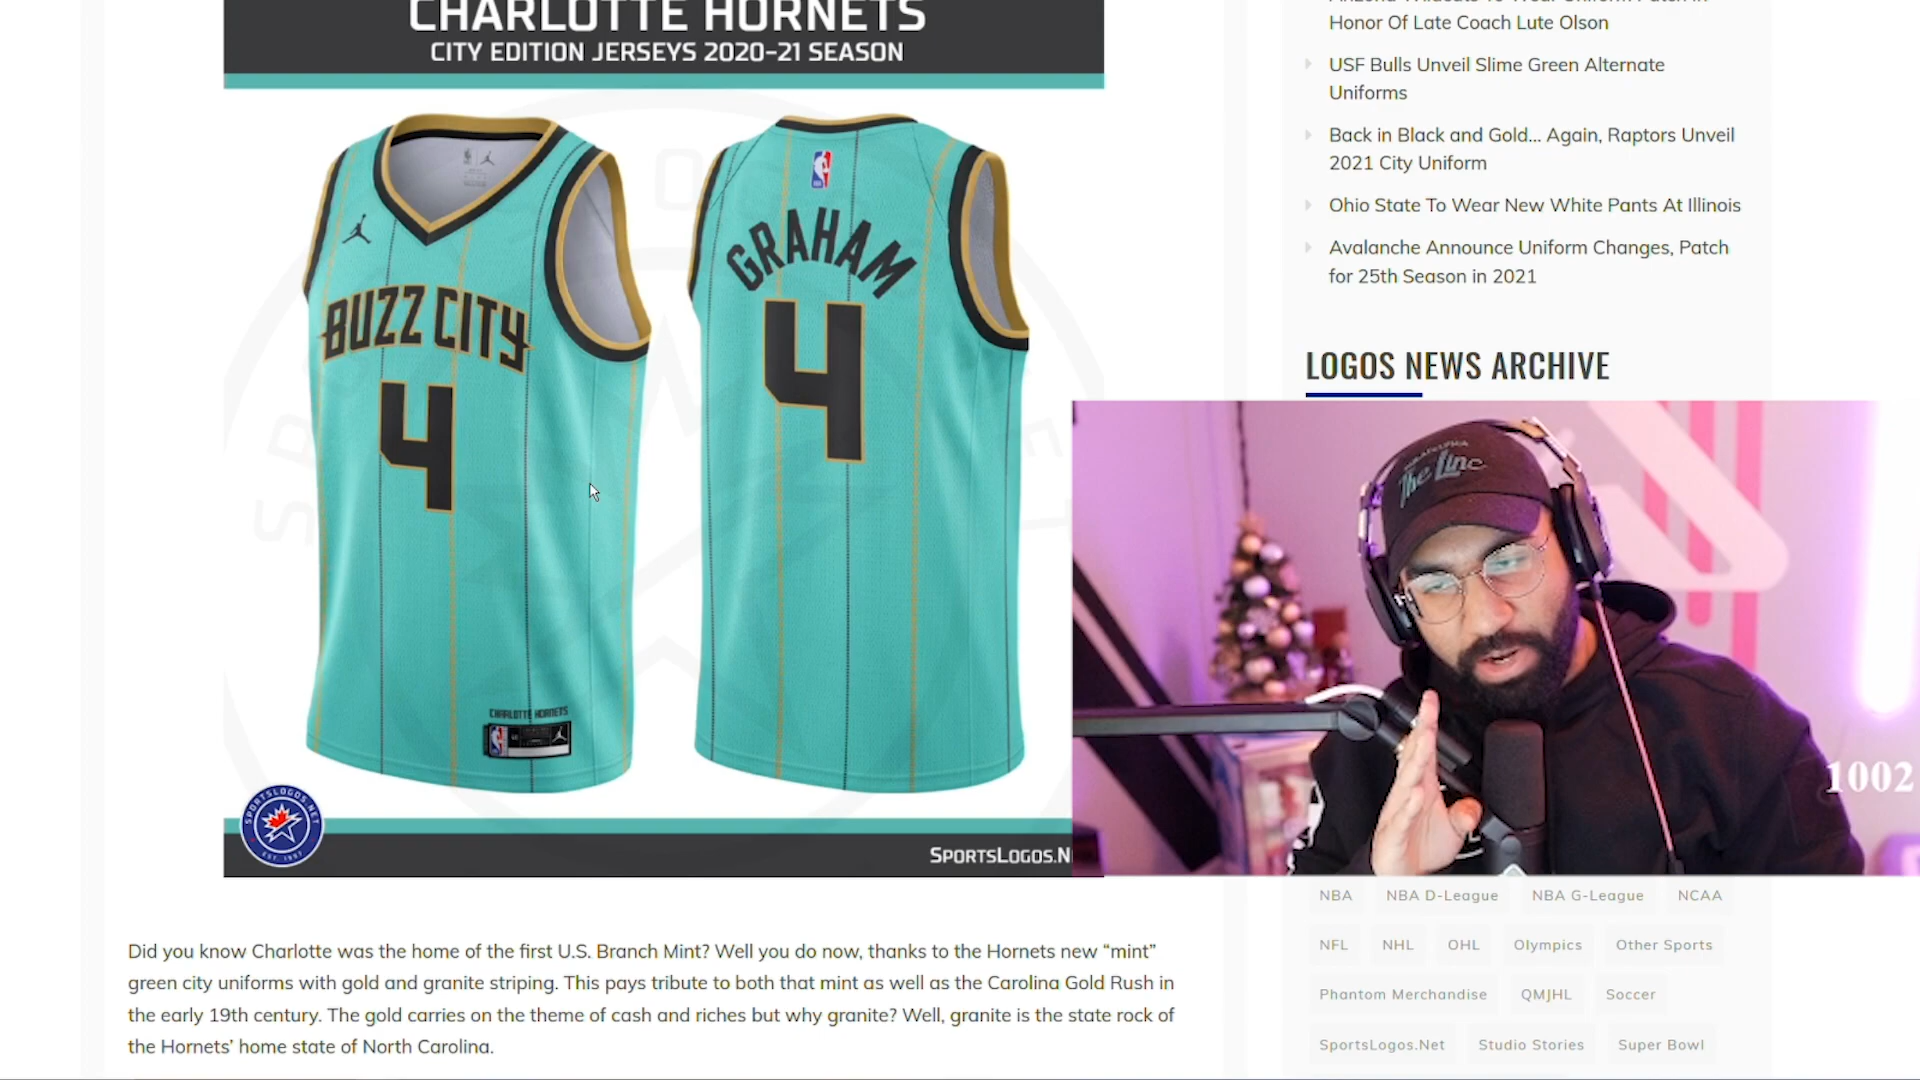 CHARLOTTE HORNETS
CITY EDITION JERSEYS 2020-21 SEASON
BUZZ CITY
4
CHARLOTTE HORNETS
GRAHAM
4
SPORTSLOGOS.NET
EST. 1997
SPORTSLOGOS.N
Did you know Charlotte was the home of the first U.S. Branch Mint? Well you do now, thanks to the Hornets new “mint”
green city uniforms with gold and granite striping. This pays tribute to both that mint as well as the Carolina Gold Rush in
the early 19th century. The gold carries on the theme of cash and riches but why granite? Well, granite is the state rock of
the Hornets’ home state of North Carolina.
Honor Of Late Coach Lute Olson
USF Bulls Unveil Slime Green Alternate
Uniforms
Back in Black and Gold… Again, Raptors Unveil
2021 City Uniform
Ohio State To Wear New White Pants At Illinois
Avalanche Announce Uniform Changes, Patch
for 25th Season in 2021
LOGOS NEWS ARCHIVE
PHILADELPHIA
The Linc
1002
NBA NBA D-League NBA G-League NCAA
NFL NHL OHL Olympics Other Sports
Phantom Merchandise QMJHL Soccer
SportsLogos.Net Studio Stories Super Bowl